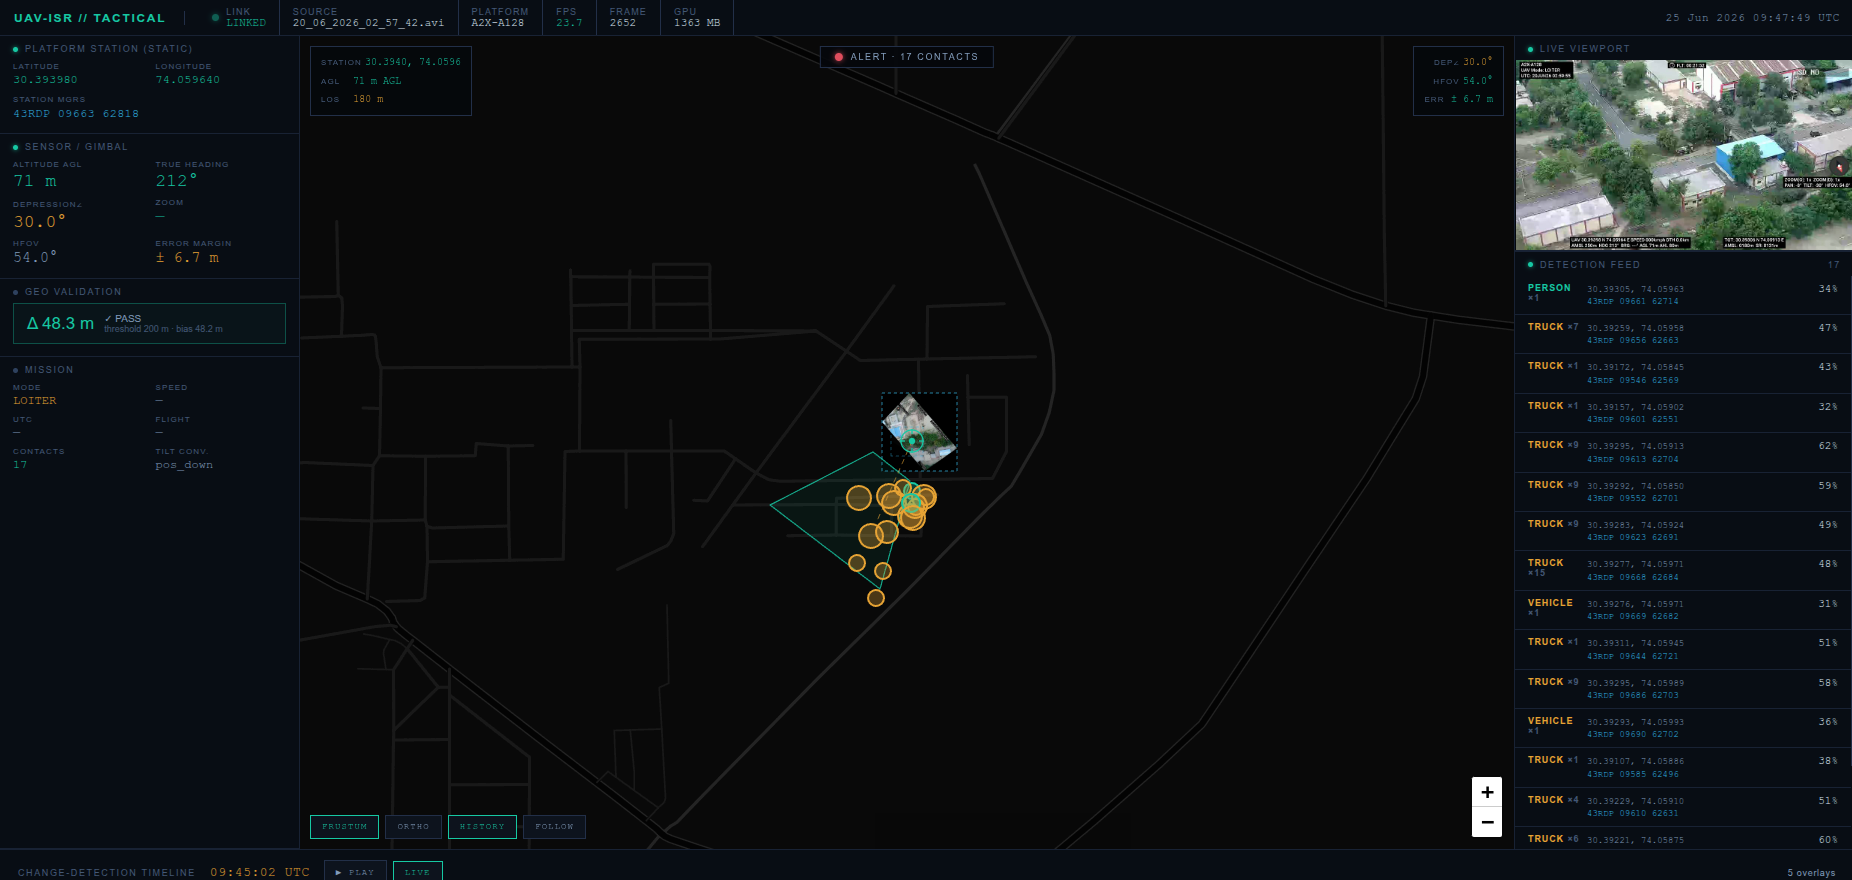 UAV-ISR // TACTICAL
LINK
LINKED
SOURCE
20_06_2026_02_57_42.avi
PLATFORM
A2X-A128
FPS
23.7
FRAME
2652
GPU
1363 MB
25 Jun 2026 09:47:49 UTC
PLATFORM STATION (STATIC)
LATITUDE
30.393980
LONGITUDE
74.059640
STATION MGRS
43RDP 09663 62818
SENSOR / GIMBAL
ALTITUDE AGL
71 m
TRUE HEADING
212°
DEPRESSION∠
30.0°
ZOOM
—
HFOV
54.0°
ERROR MARGIN
± 6.7 m
GEO VALIDATION
Δ 48.3 m
✓ PASS
threshold 200 m · bias 48.2 m
MISSION
MODE
LOITER
SPEED
—
UTC
—
FLIGHT
—
CONTACTS
17
TILT CONV.
pos_down
STATION 30.3940, 74.0596
AGL 71 m AGL
LOS 180 m
ALERT · 17 CONTACTS
DEP∠ 30.0°
HFOV 54.0°
ERR ± 6.7 m
FRUSTUM
ORTHO
HISTORY
FOLLOW
+
−
LIVE VIEWPORT
A2X-A128
UAV Mode: LOITER
DETECTION FEED 17
PERSON ×1 30.39305, 74.05963 34%
43RDP 09661 62714
TRUCK ×7 30.39259, 74.05958 47%
43RDP 09656 62663
TRUCK ×1 30.39172, 74.05845 43%
43RDP 09546 62569
TRUCK ×1 30.39157, 74.05902 32%
43RDP 09601 62551
TRUCK ×9 30.39295, 74.05913 62%
43RDP 09613 62704
TRUCK ×9 30.39292, 74.05850 59%
43RDP 09552 62701
TRUCK ×9 30.39283, 74.05924 49%
43RDP 09623 62691
TRUCK ×15 30.39277, 74.05971 48%
43RDP 09668 62684
VEHICLE ×1 30.39276, 74.05971 31%
43RDP 09669 62682
TRUCK ×1 30.39311, 74.05945 51%
43RDP 09644 62721
TRUCK ×9 30.39295, 74.05989 58%
43RDP 09686 62703
VEHICLE ×1 30.39293, 74.05993 36%
43RDP 09690 62702
TRUCK ×1 30.39107, 74.05886 38%
43RDP 09585 62496
TRUCK ×4 30.39229, 74.05910 51%
43RDP 09610 62631
TRUCK ×6 30.39221, 74.05875 60%
CHANGE-DETECTION TIMELINE
09:45:02 UTC
▶ PLAY
LIVE
5 overlays